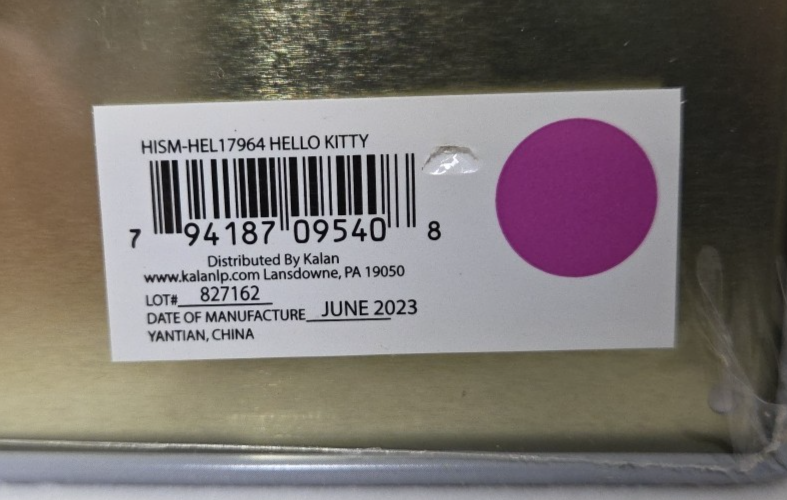 HISM-HEL17964 HELLO KITTY
7 94187 09540 8
Distributed By Kalan
www.kalanlp.com Lansdowne, PA 19050
LOT# 827162
DATE OF MANUFACTURE JUNE 2023
YANTIAN, CHINA